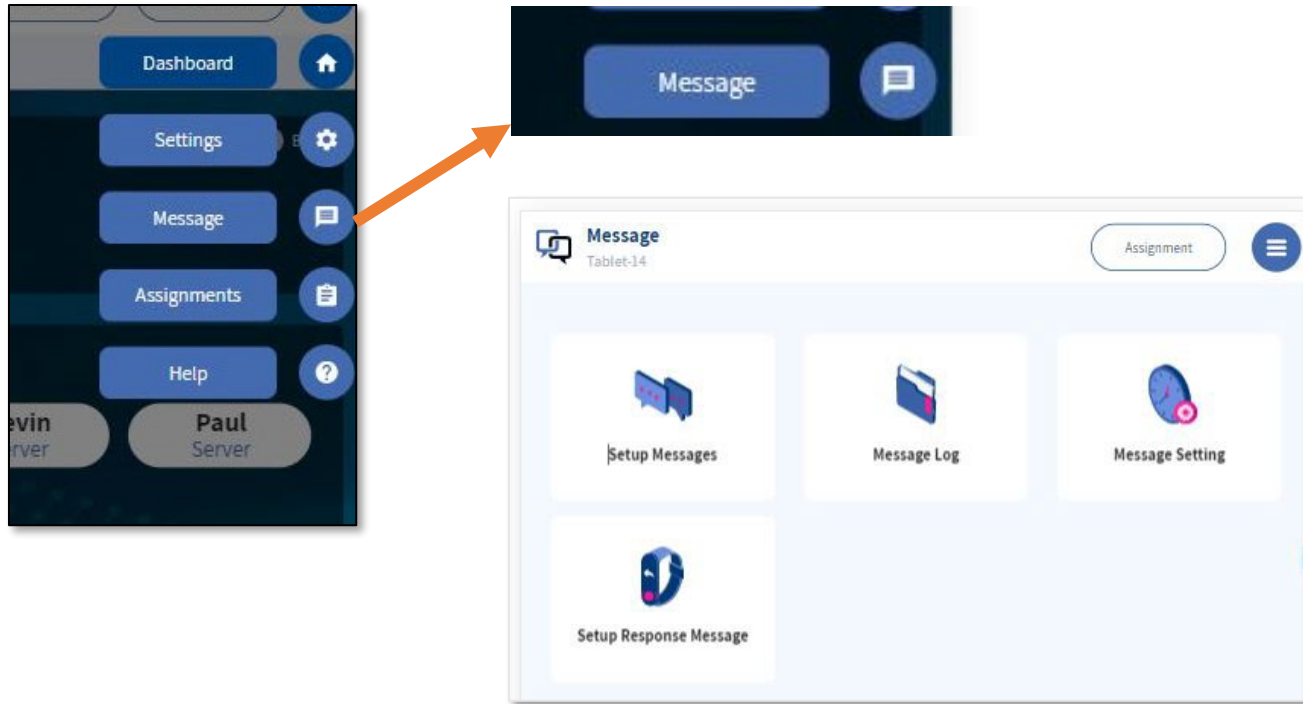 Dashboard
Settings
B
Message
Assignments
Help
evin
erver
Paul
Server
Message
Message
Tablet-14
Assignment
Setup Messages
Message Log
Message Setting
Setup Response Message